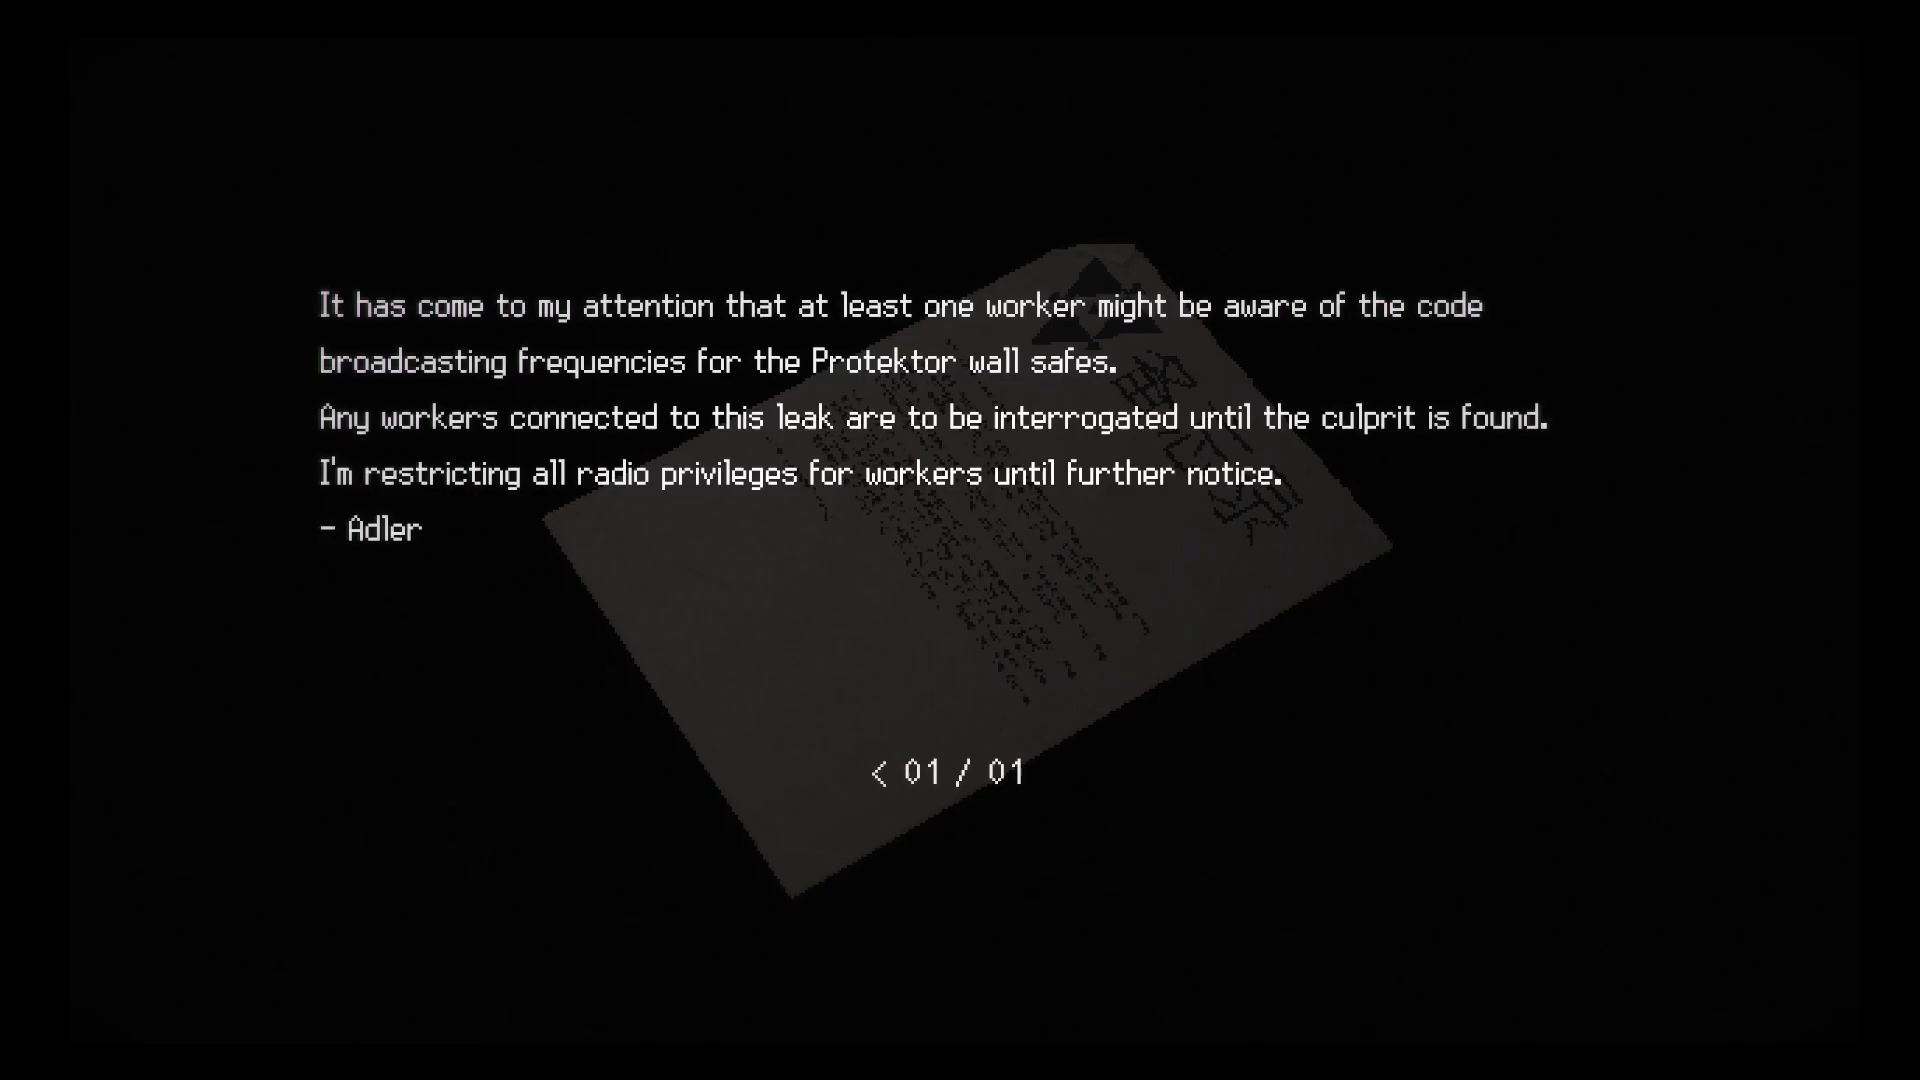 It has come to my attention that at least one worker might be aware of the code
broadcasting frequencies for the Protektor wall safes.
Any workers connected to this leak are to be interrogated until the culprit is found.
I'm restricting all radio privileges for workers until further notice.
- Adler
< 01 / 01